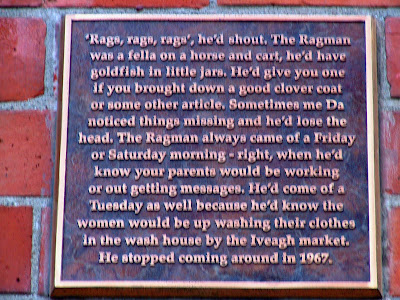 'Rags, rags, rags', he'd shout. The Ragman
was a fella on a horse and cart, he'd have
goldfish in little jars. He'd give you one
if you brought down a good clover coat
or some other article. Sometimes me Da
noticed things missing and he'd lose the
head. The Ragman always came of a Friday
or Saturday morning - right, when he'd
know your parents would be working
or out getting messages. He'd come of a
Tuesday as well because he'd know the
women would be up washing their clothes
in the wash house by the Iveagh market.
He stopped coming around in 1967.